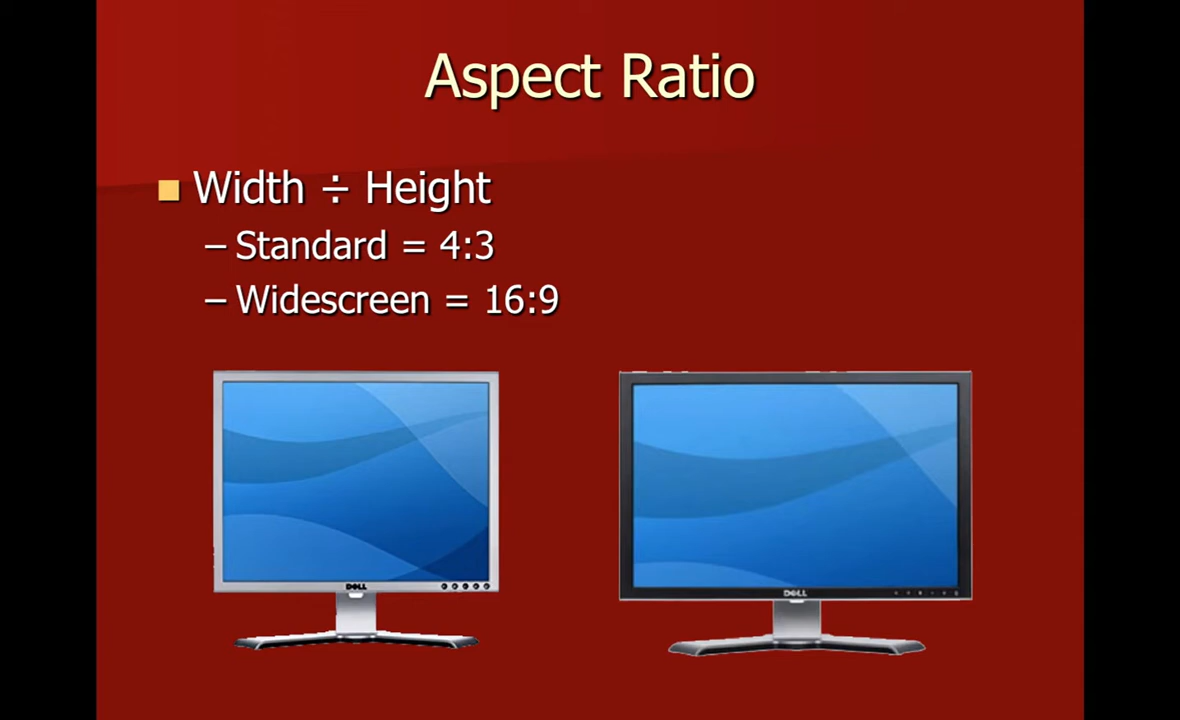 Aspect Ratio
Width ÷ Height
– Standard = 4:3
– Widescreen = 16:9
DELL
DELL